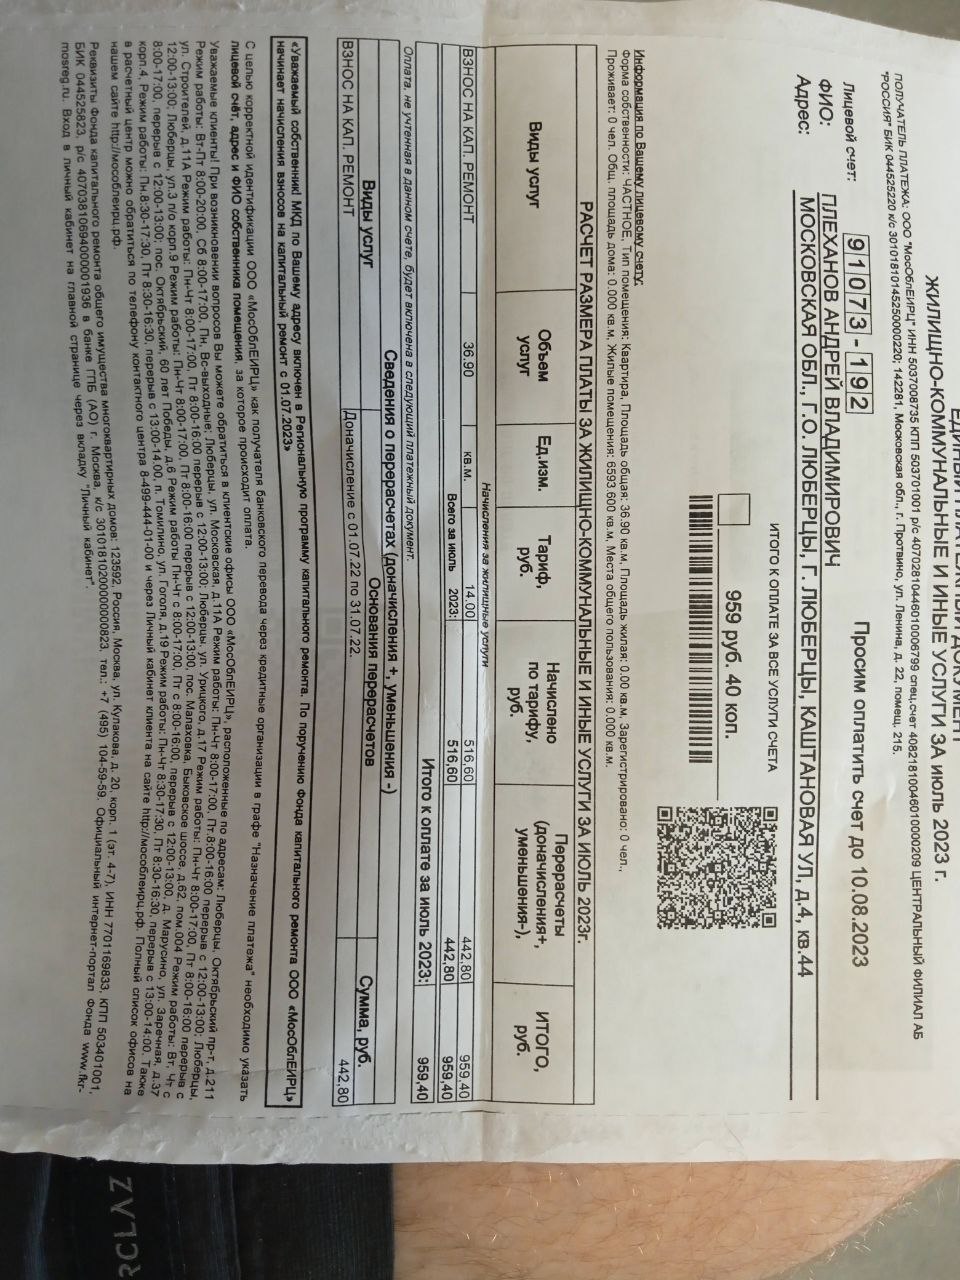 ЕДИНЫЙ ПЛАТЕЖНЫЙ ДОКУМЕНТ
ЖИЛИЩНО-КОММУНАЛЬНЫЕ И ИНЫЕ УСЛУГИ ЗА июль 2023 г.
ПОЛУЧАТЕЛЬ ПЛАТЕЖА: ООО "МосОблЕИРЦ" ИНН 5037008735 КПП 503701001 р/с 40702810446010006799 спец.счет 40821810046010000209 ЦЕНТРАЛЬНЫЙ ФИЛИАЛ АБ
"РОССИЯ" БИК 044525220 к/с 30101810145250000220; 142281, Московская обл., г. Протвино, ул. Ленина, д. 22, помещ. 215.
Лицевой счет: 91073-192 Просим оплатить счет до 10.08.2023
ФИО: ПЛЕХАНОВ АНДРЕЙ ВЛАДИМИРОВИЧ
Адрес: МОСКОВСКАЯ ОБЛ., Г.О. ЛЮБЕРЦЫ, Г. ЛЮБЕРЦЫ, КАШТАНОВАЯ УЛ, д.4, кв.44
ИТОГО К ОПЛАТЕ ЗА ВСЕ УСЛУГИ СЧЕТА
959 руб. 40 коп.
Информация по Вашему лицевому счету:
Форма собственности: ЧАСТНОЕ, Тип помещения: Квартира, Площадь общая: 36.90 кв.м, Площадь жилая: 0.00 кв.м, Зарегистрировано: 0 чел.,
Проживает: 0 чел. Общ. площадь дома: 0.000 кв.м, Жилые помещения: 6593.600 кв.м, Места общего пользования: 0.000 кв.м.
РАСЧЕТ РАЗМЕРА ПЛАТЫ ЗА ЖИЛИЩНО-КОММУНАЛЬНЫЕ И ИНЫЕ УСЛУГИ ЗА ИЮЛЬ 2023г.
Виды услуг Объем услуг Ед.изм. Тариф, руб. Начислено по тарифу, руб. Перерасчеты (доначисления+, уменьшения-), ИТОГО, руб.
Начисления за жилищные услуги
ВЗНОС НА КАП. РЕМОНТ 36.90 кв.м. 14.00 516,60 442,80 959,40
Всего за июль 2023: 516,60 442,80 959,40
Итого к оплате за июль 2023: 959,40
Оплата, не учтенная в данном счете, будет включена в следующий платежный документ.
Сведения о перерасчетах (доначисления +, уменьшения -)
Виды услуг Основания перерасчетов Сумма, руб.
ВЗНОС НА КАП. РЕМОНТ Доначисление с 01.07.22 по 31.07.22. 442,80
«Уважаемый собственник! МКД по Вашему адресу включен в Региональную программу капитального ремонта. По поручению Фонда капитального ремонта ООО «МосОблЕИРЦ»
начинает начисления взносов на капитальный ремонт с 01.07.2023»
С целью корректной идентификации ООО «МосОблЕИРЦ» как получателя банковского перевода через кредитные организации в графе "Назначение платежа" необходимо указать
лицевой счёт, адрес и ФИО собственника помещения, за которое происходит оплата.
Уважаемые клиенты! При возникновении вопросов Вы можете обратиться в клиентские офисы ООО «МосОблЕИРЦ», расположенные по адресам: Люберцы, Октябрьский пр-т, д.211
Режим работы: Вт-Пт 8:00-20:00, Сб 8:00-17:00, Пн, Вс-выходные; Люберцы, ул. Московская, д.11А Режим работы: Пн-Чт 8:00-17:00, Пт.8:00-16:00 перерыв с 12:00-13:00; Люберцы,
ул. Строителей, д.11А Режим работы: Пн-Чт 8:00-17:00, Пт 8:00-16:00 перерыв с 12:00-13:00; Люберцы, ул. Урицкого, д.17 Режим работы: Пн-Чт 8:00-17:00, Пт 8:00-16:00 перерыв с
12:00-13:00; Люберцы, ул.3 п/о корп.9 Режим работы: Пн-Чт 8:00-17:00, Пт 8:00-16:00 перерыв с 12:00-13:00, пос. Малаховка, Быковское шоссе, д.62, пом.004 Режим работы: Вт, Чт с
8:00-17:00, перерыв с 12:00-13:00; пос. Октябрьский, 60 лет Победы, д.6 Режим работы Пн-Чт с 8:00-17:00, Пт с 8:00-16:00, перерыв с 12:00-13:00, д. Марусино, ул. Заречная, д.37
корп.4, Режим работы: Пн.8:30-17:30, Пт 8:30-16:30, перерыв с 13:00-14.00, п. Томилино, ул. Гоголя, д.19 Режим работы: Пн-Чт 8:30-17:30, Пт 8:30-16:30, перерыв с 13:00-14:00. Также
в расчетный центр можно обратиться по телефону контактного центра 8-499-444-01-00 и через Личный кабинет клиента на сайте http://мособлеирц.рф. Полный список офисов на
нашем сайте http://мособлеирц.рф.
Реквизиты Фонда капитального ремонта общего имущества многоквартирных домов: 123592, Россия, Москва, ул. Кулакова, д. 20, корп. 1 (эт. 4-7), ИНН 7701169833, КПП 503401001,
БИК 044525823, р/с 40703810694000001936 в банке ГПБ (АО) г. Москва, к/с 30101810200000000823, тел.: +7 (495) 104-59-59. Официальный интернет-портал Фонда www.fkr-
mosreg.ru. Вход в личный кабинет на главной странице через вкладку "Личный кабинет".